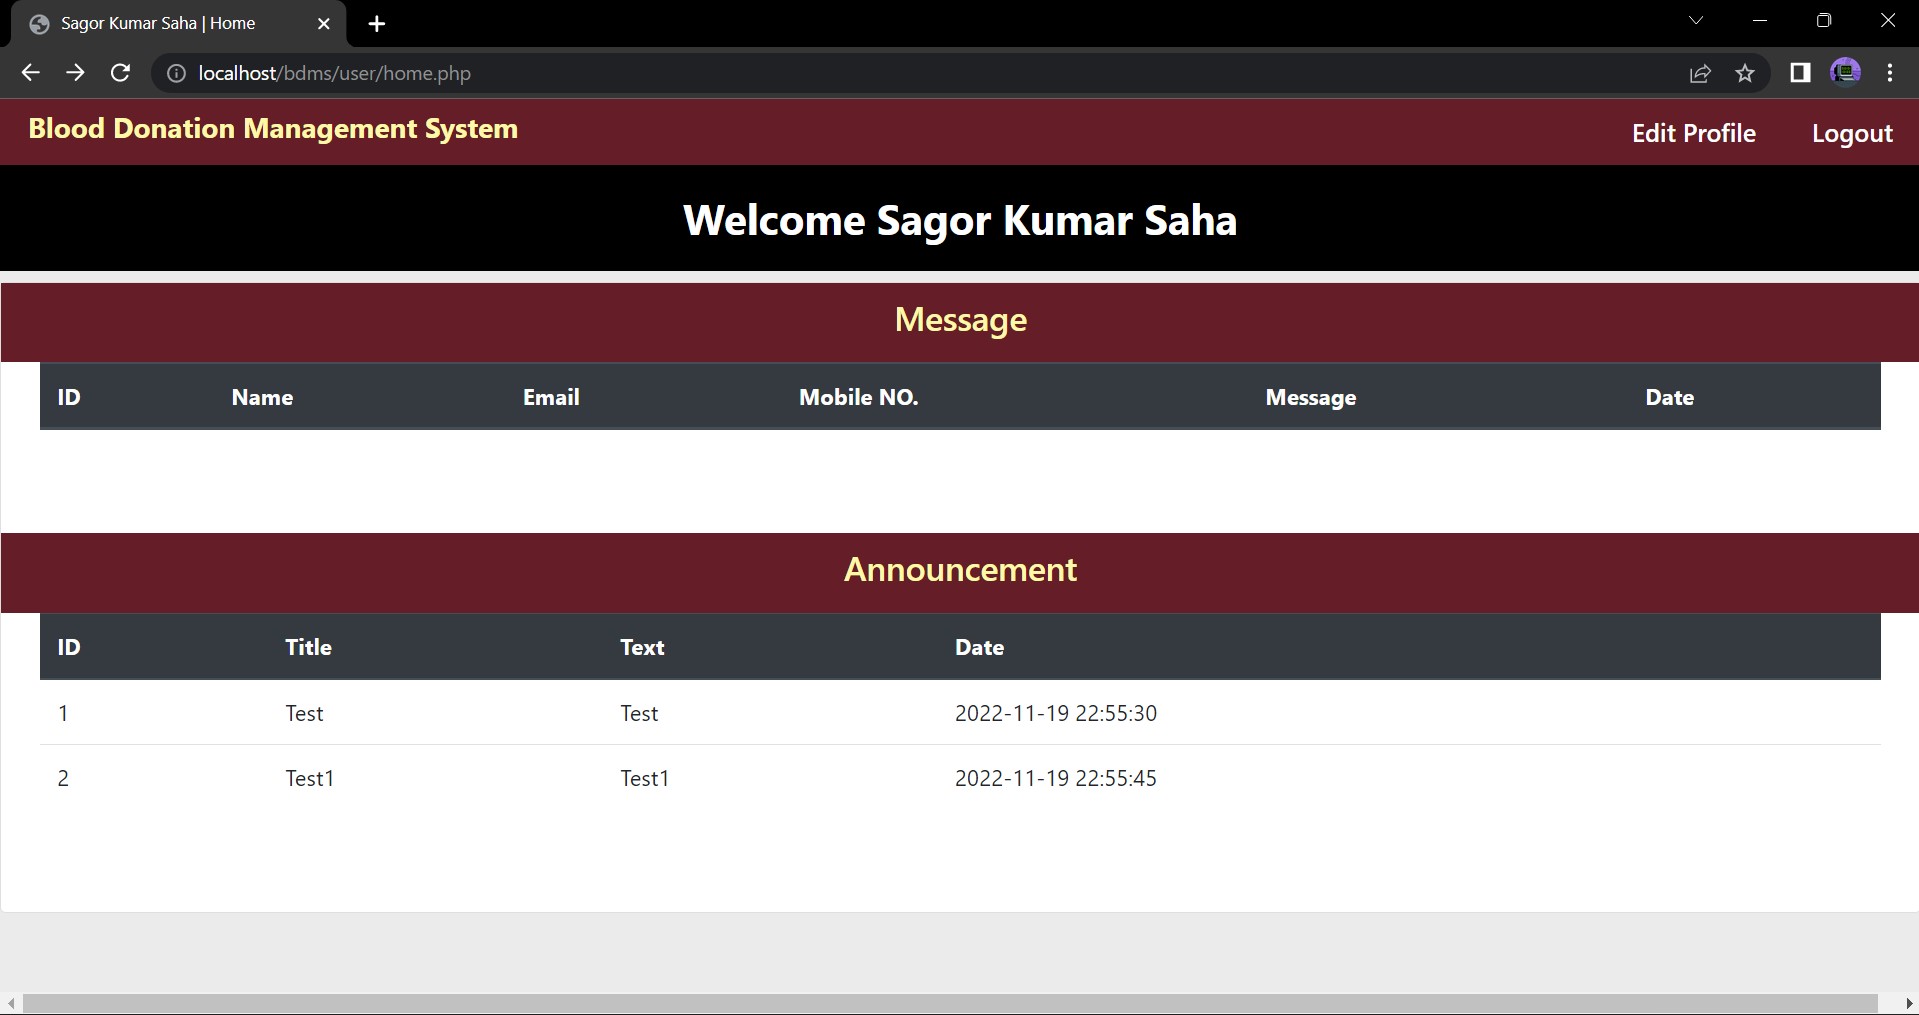 Sagor Kumar Saha | Home
localhost/bdms/user/home.php
Blood Donation Management System Edit Profile Logout
Welcome Sagor Kumar Saha
Message
ID Name Email Mobile NO. Message Date
Announcement
ID Title Text Date
1 Test Test 2022-11-19 22:55:30
2 Test1 Test1 2022-11-19 22:55:45